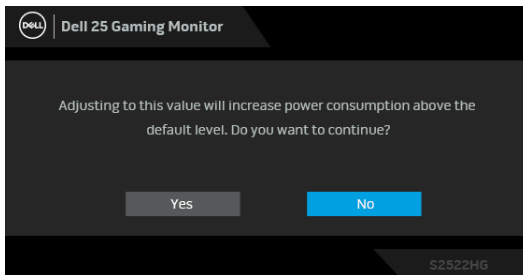 DELL Dell 25 Gaming Monitor
Adjusting to this value will increase power consumption above the
default level. Do you want to continue?
Yes No
S2522HG